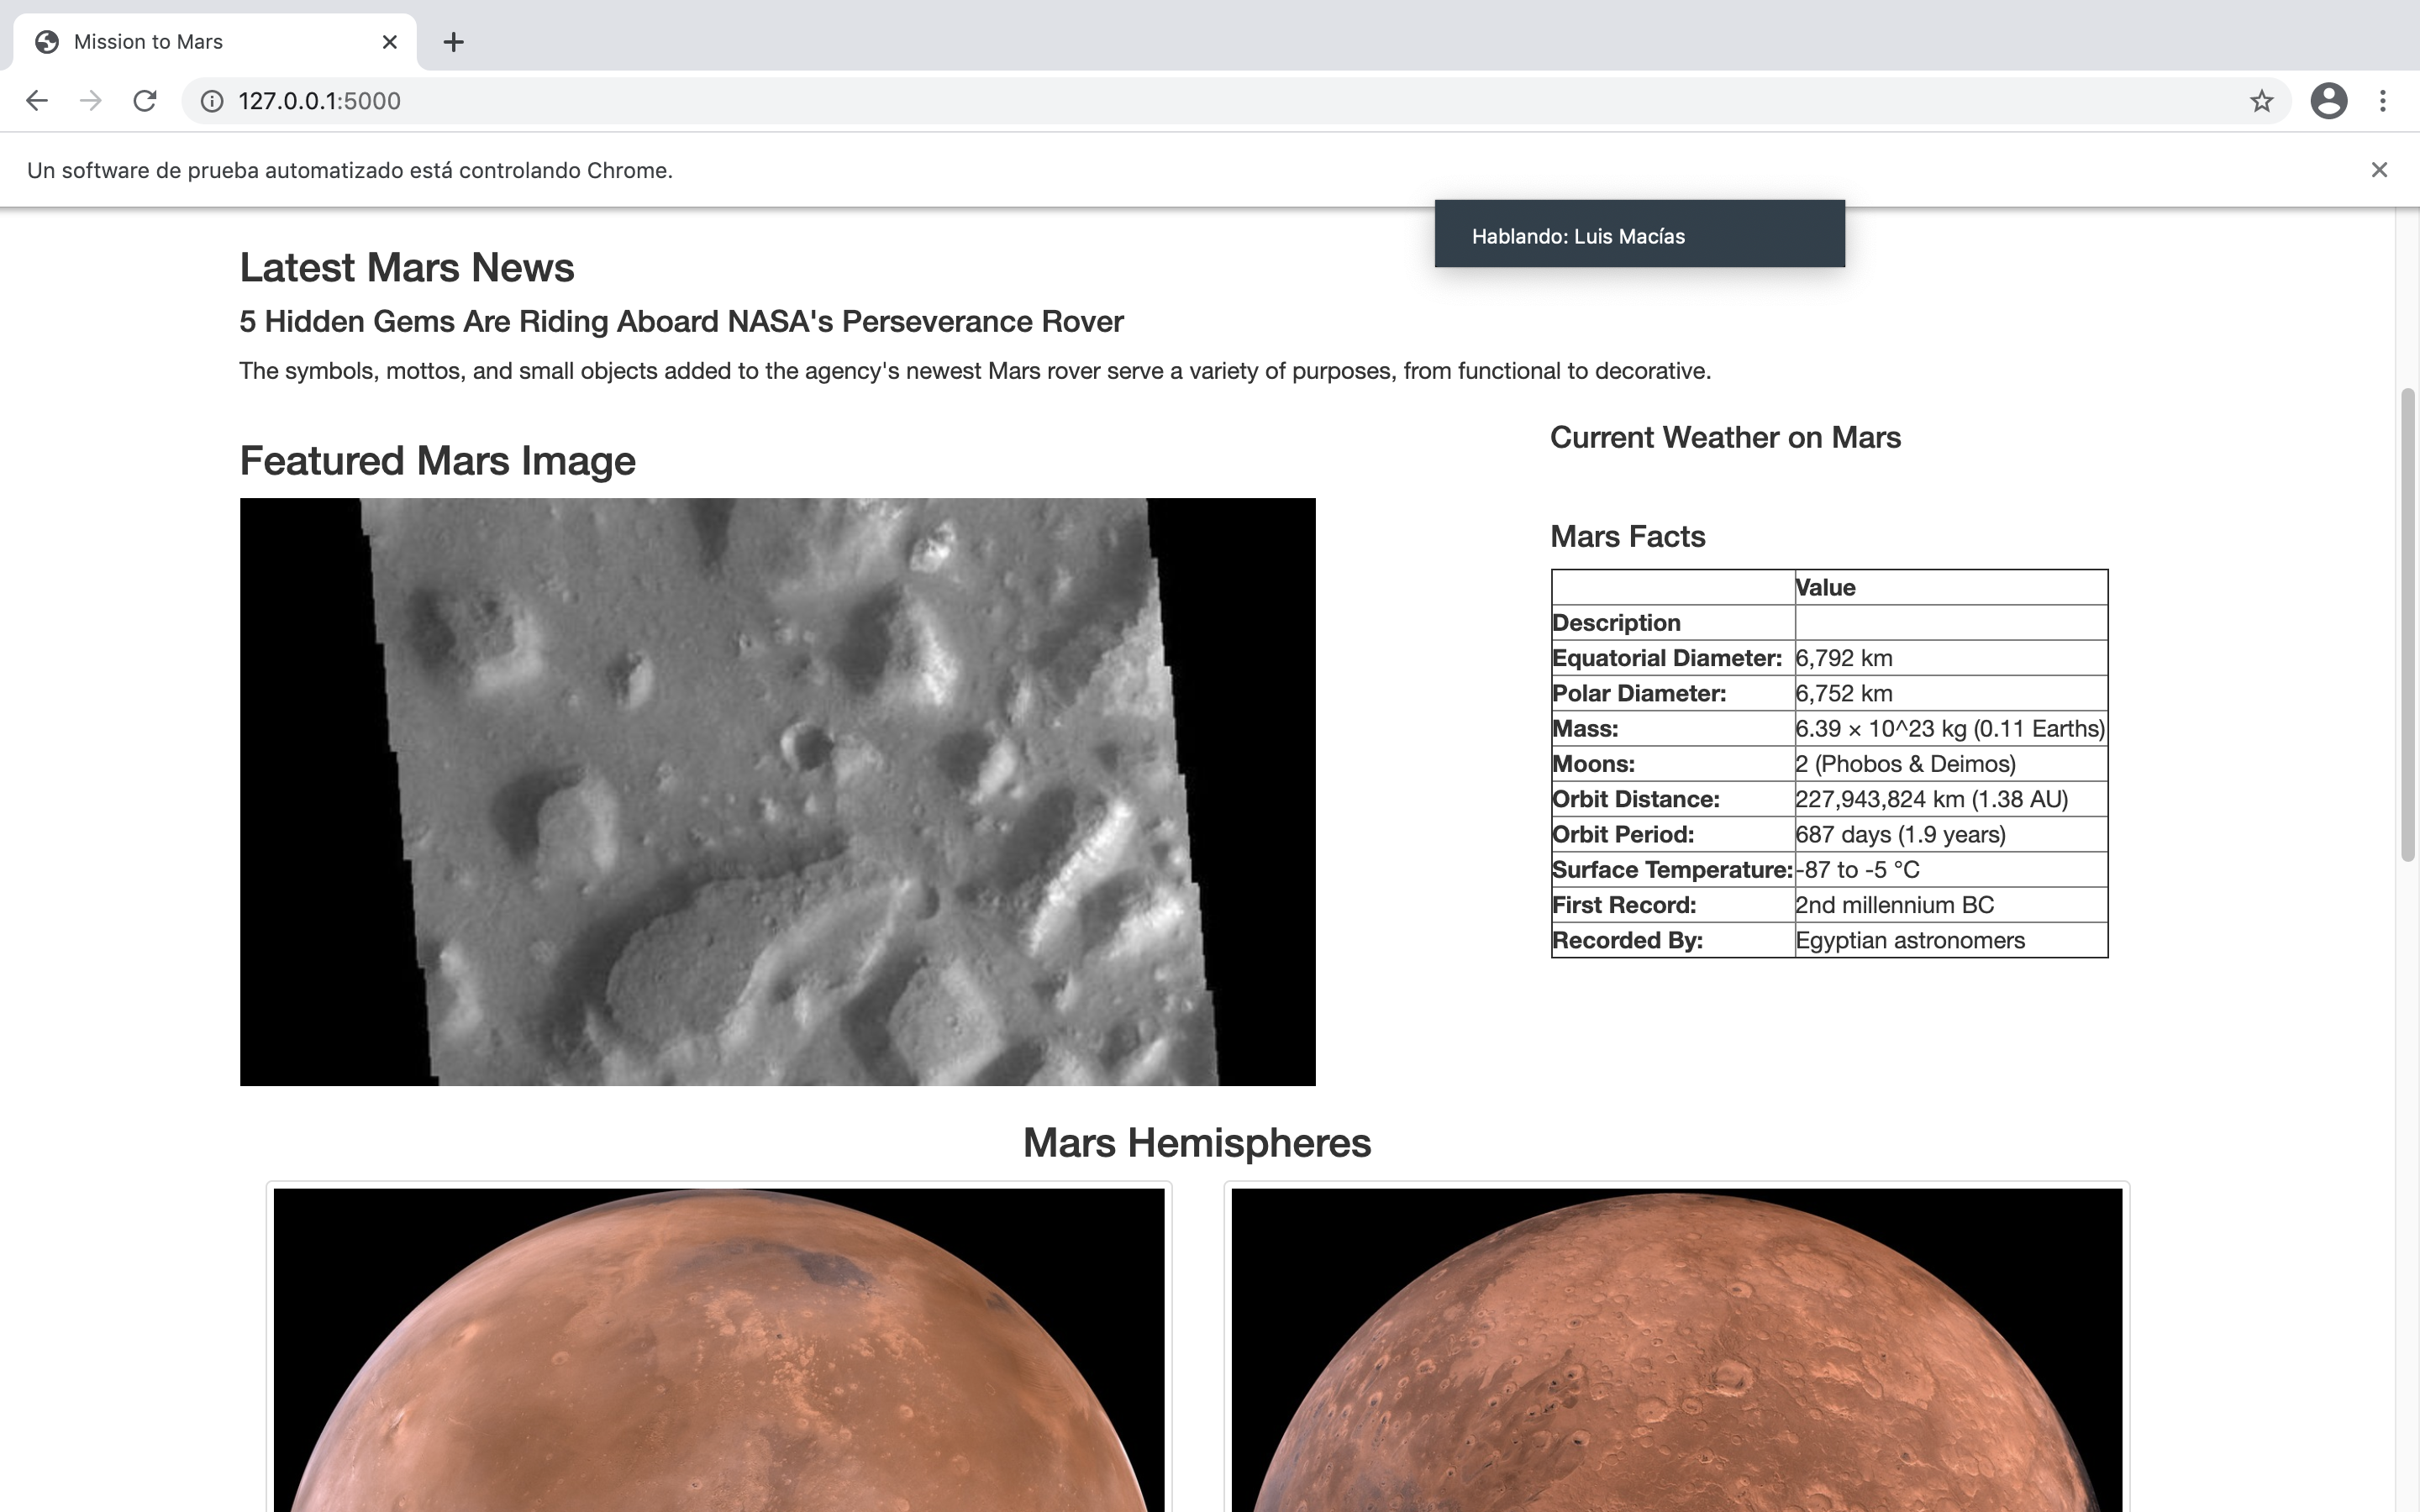 Mission to Mars
127.0.0.1:5000
Un software de prueba automatizado está controlando Chrome.
Hablando: Luis Macías
Latest Mars News
5 Hidden Gems Are Riding Aboard NASA's Perseverance Rover
The symbols, mottos, and small objects added to the agency's newest Mars rover serve a variety of purposes, from functional to decorative.
Featured Mars Image
Current Weather on Mars
Mars Facts
Value
Description
Equatorial Diameter: 6,792 km
Polar Diameter: 6,752 km
Mass: 6.39 × 10^23 kg (0.11 Earths)
Moons: 2 (Phobos & Deimos)
Orbit Distance: 227,943,824 km (1.38 AU)
Orbit Period: 687 days (1.9 years)
Surface Temperature: -87 to -5 °C
First Record: 2nd millennium BC
Recorded By: Egyptian astronomers
Mars Hemispheres